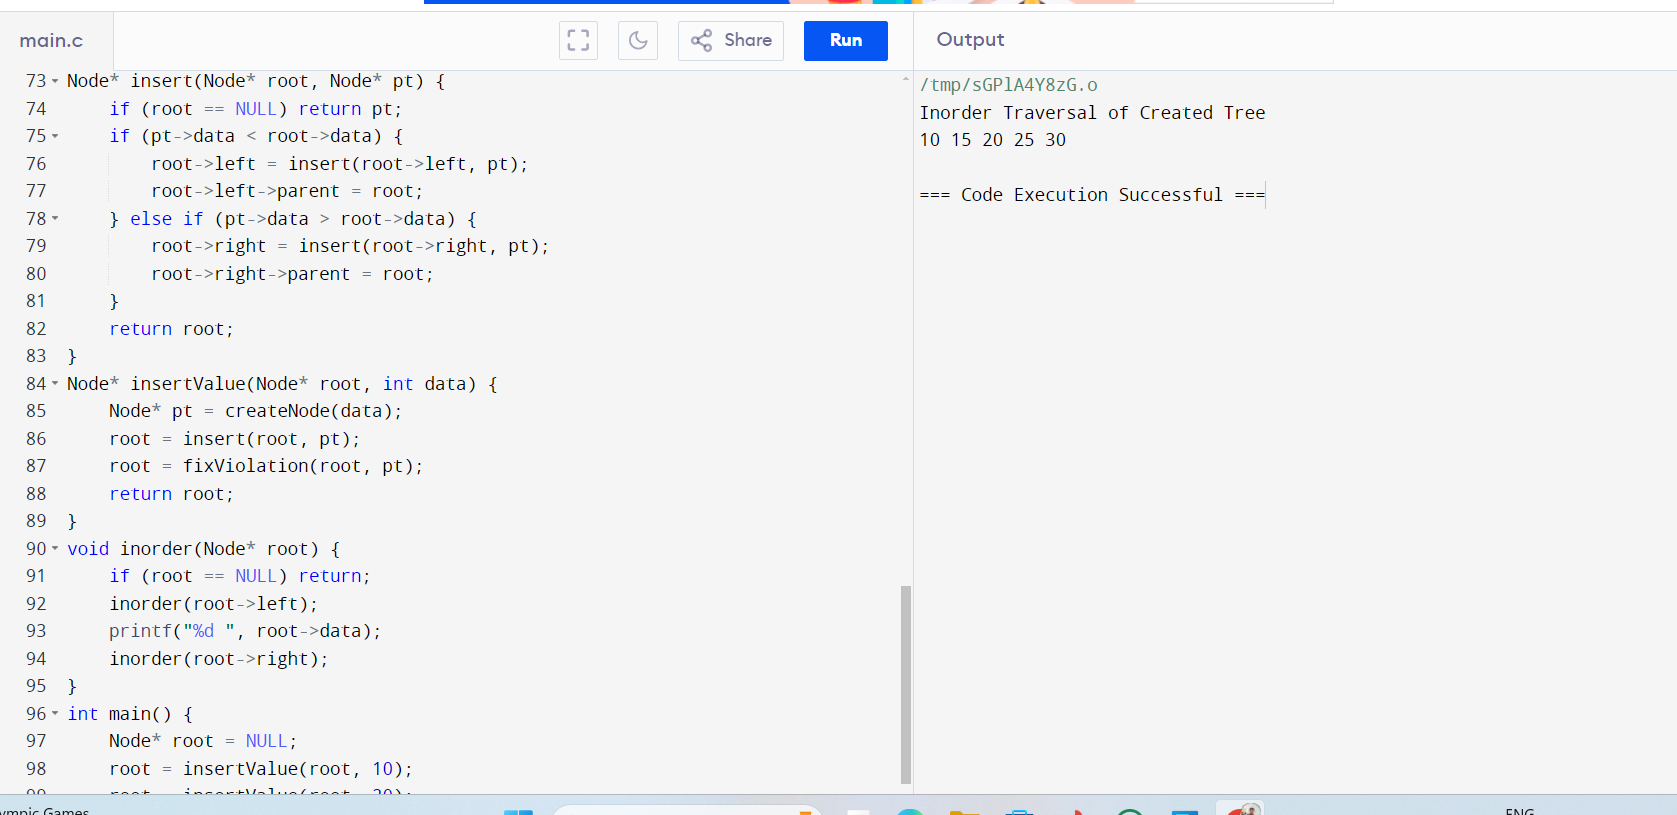 main.c
Share
Run
Output
73 Node* insert(Node* root, Node* pt) {
74 if (root == NULL) return pt;
75 if (pt->data < root->data) {
76 root->left = insert(root->left, pt);
77 root->left->parent = root;
78 } else if (pt->data > root->data) {
79 root->right = insert(root->right, pt);
80 root->right->parent = root;
81 }
82 return root;
83 }
84 Node* insertValue(Node* root, int data) {
85 Node* pt = createNode(data);
86 root = insert(root, pt);
87 root = fixViolation(root, pt);
88 return root;
89 }
90 void inorder(Node* root) {
91 if (root == NULL) return;
92 inorder(root->left);
93 printf("%d ", root->data);
94 inorder(root->right);
95 }
96 int main() {
97 Node* root = NULL;
98 root = insertValue(root, 10);
99 root = insertValue(root, 20);
/tmp/sGPlA4Y8zG.o
Inorder Traversal of Created Tree
10 15 20 25 30
=== Code Execution Successful ===
Games
ENG